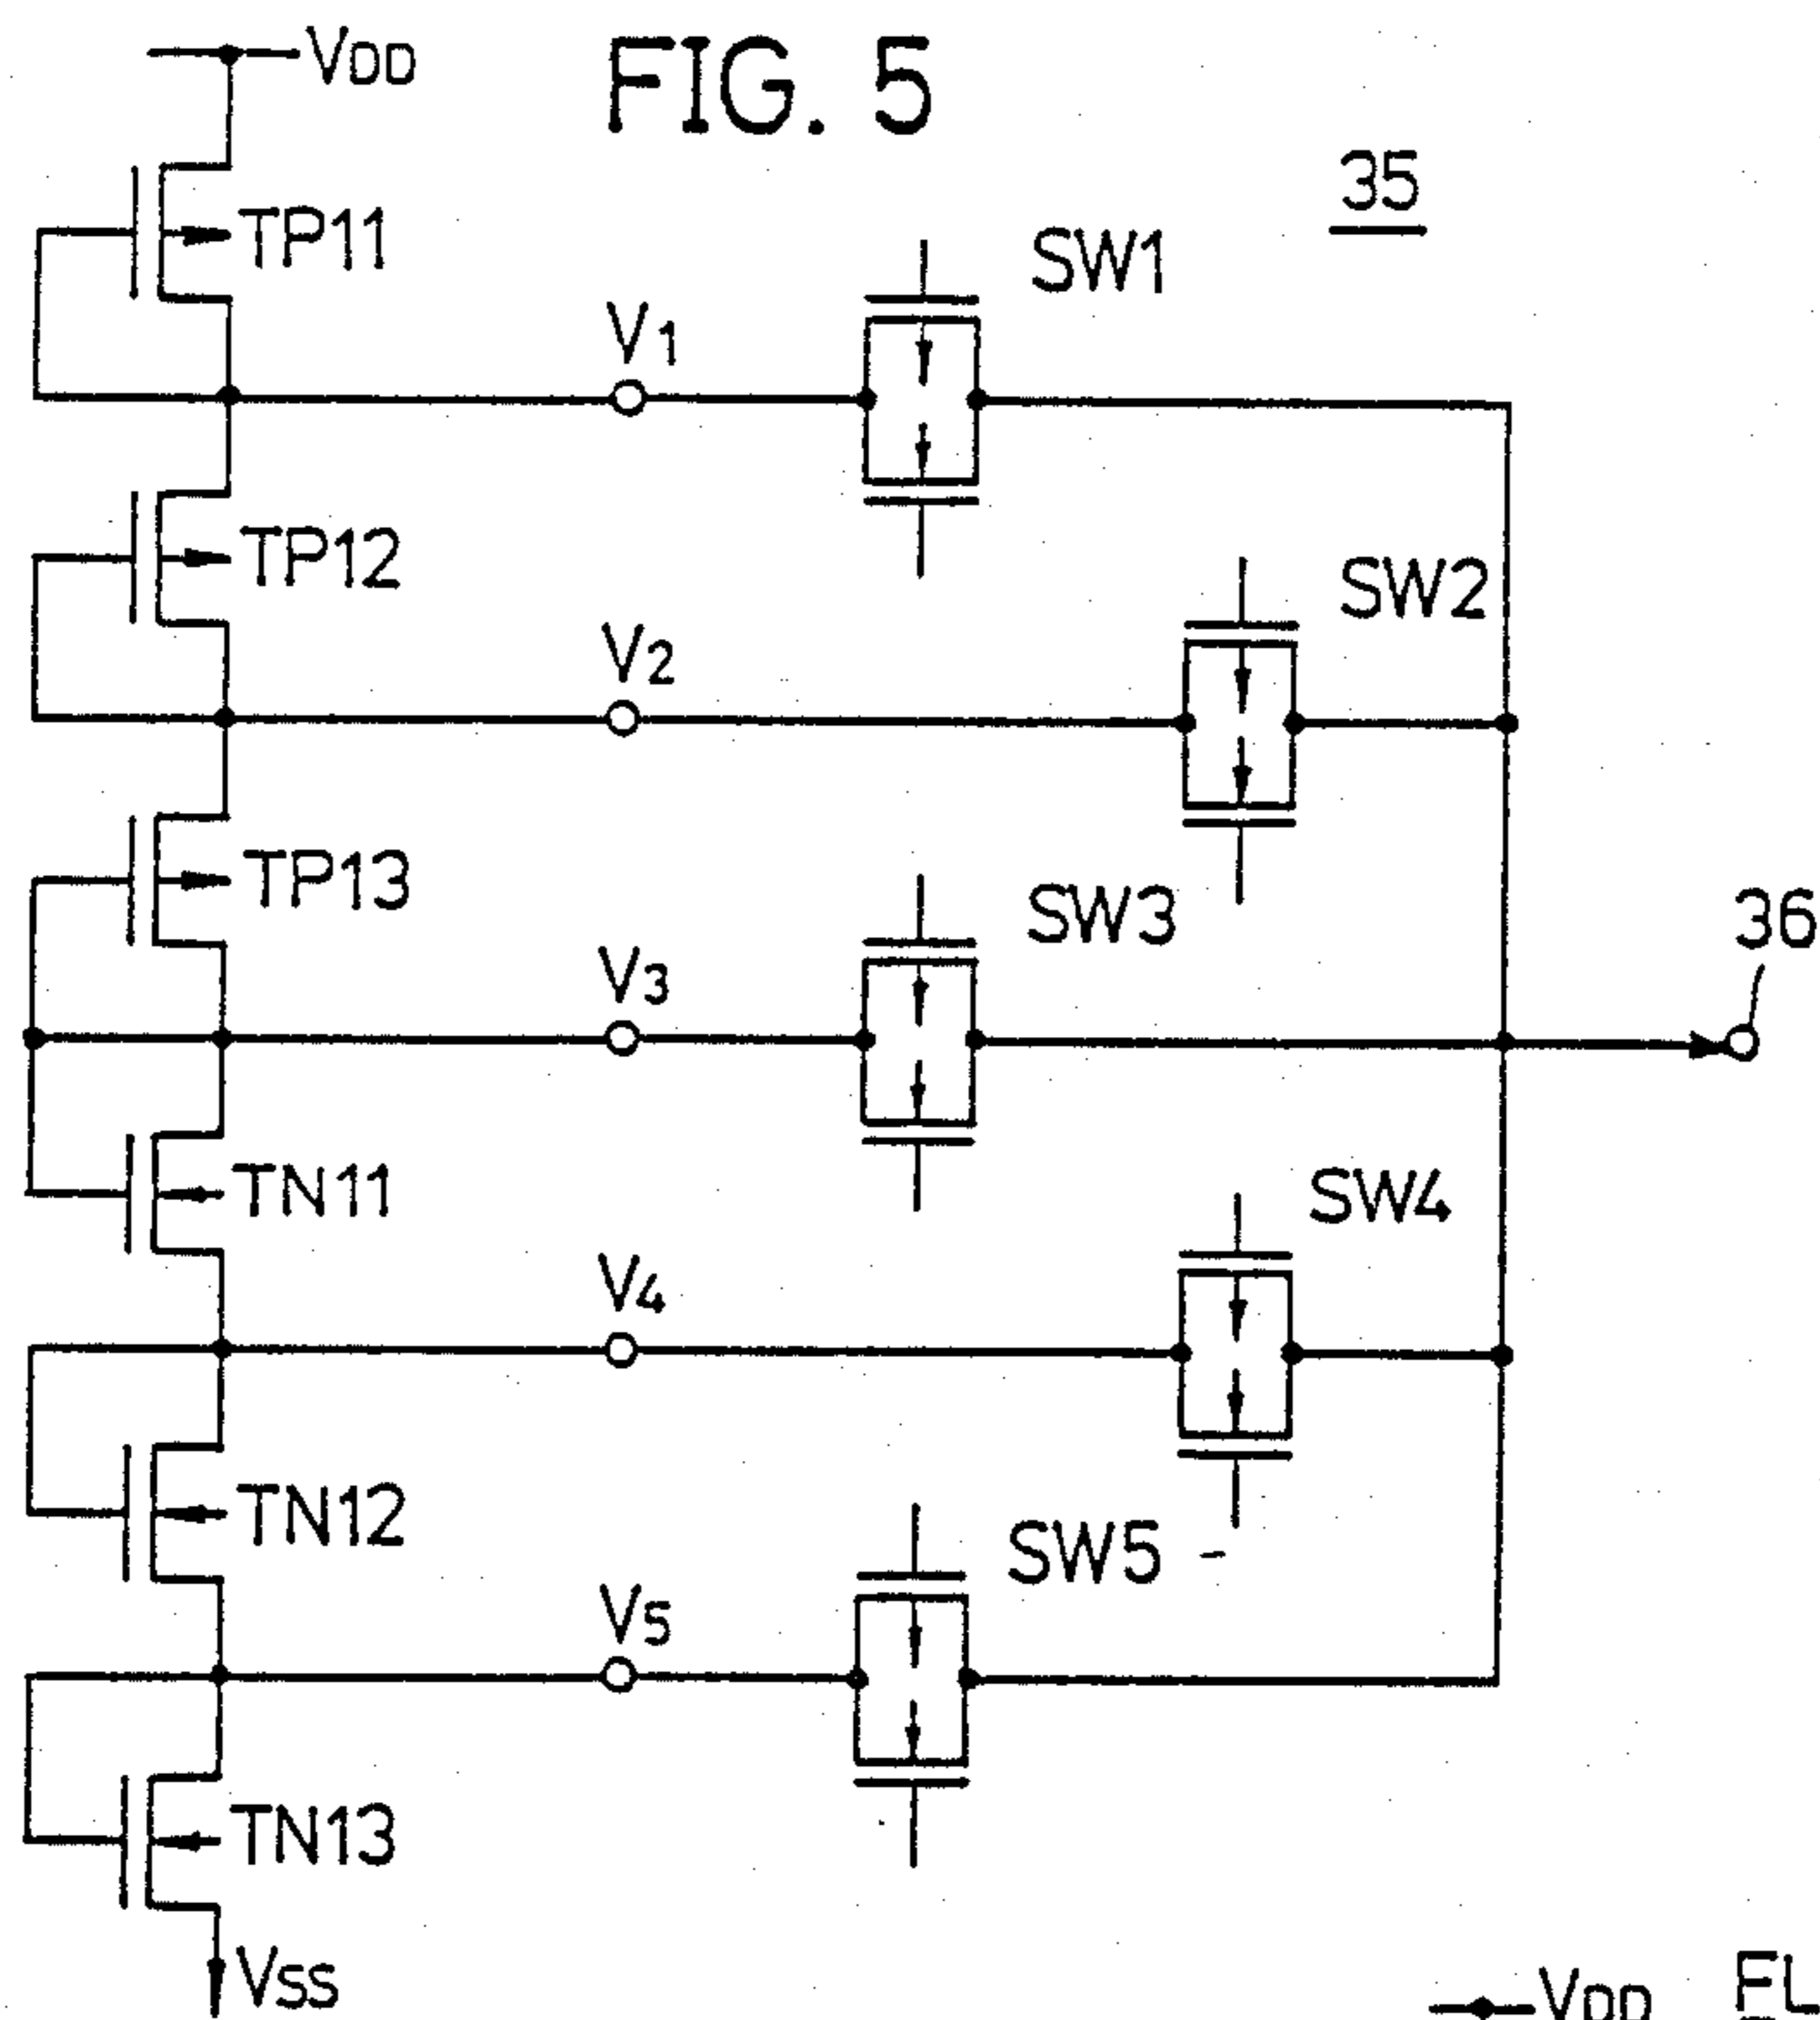 VDD
FIG. 5
35
TP11
SW1
V1
TP12
SW2
V2
TP13
SW3
36
V3
TN11
SW4
V4
TN12
SW5
V5
TN13
VSS
VDD